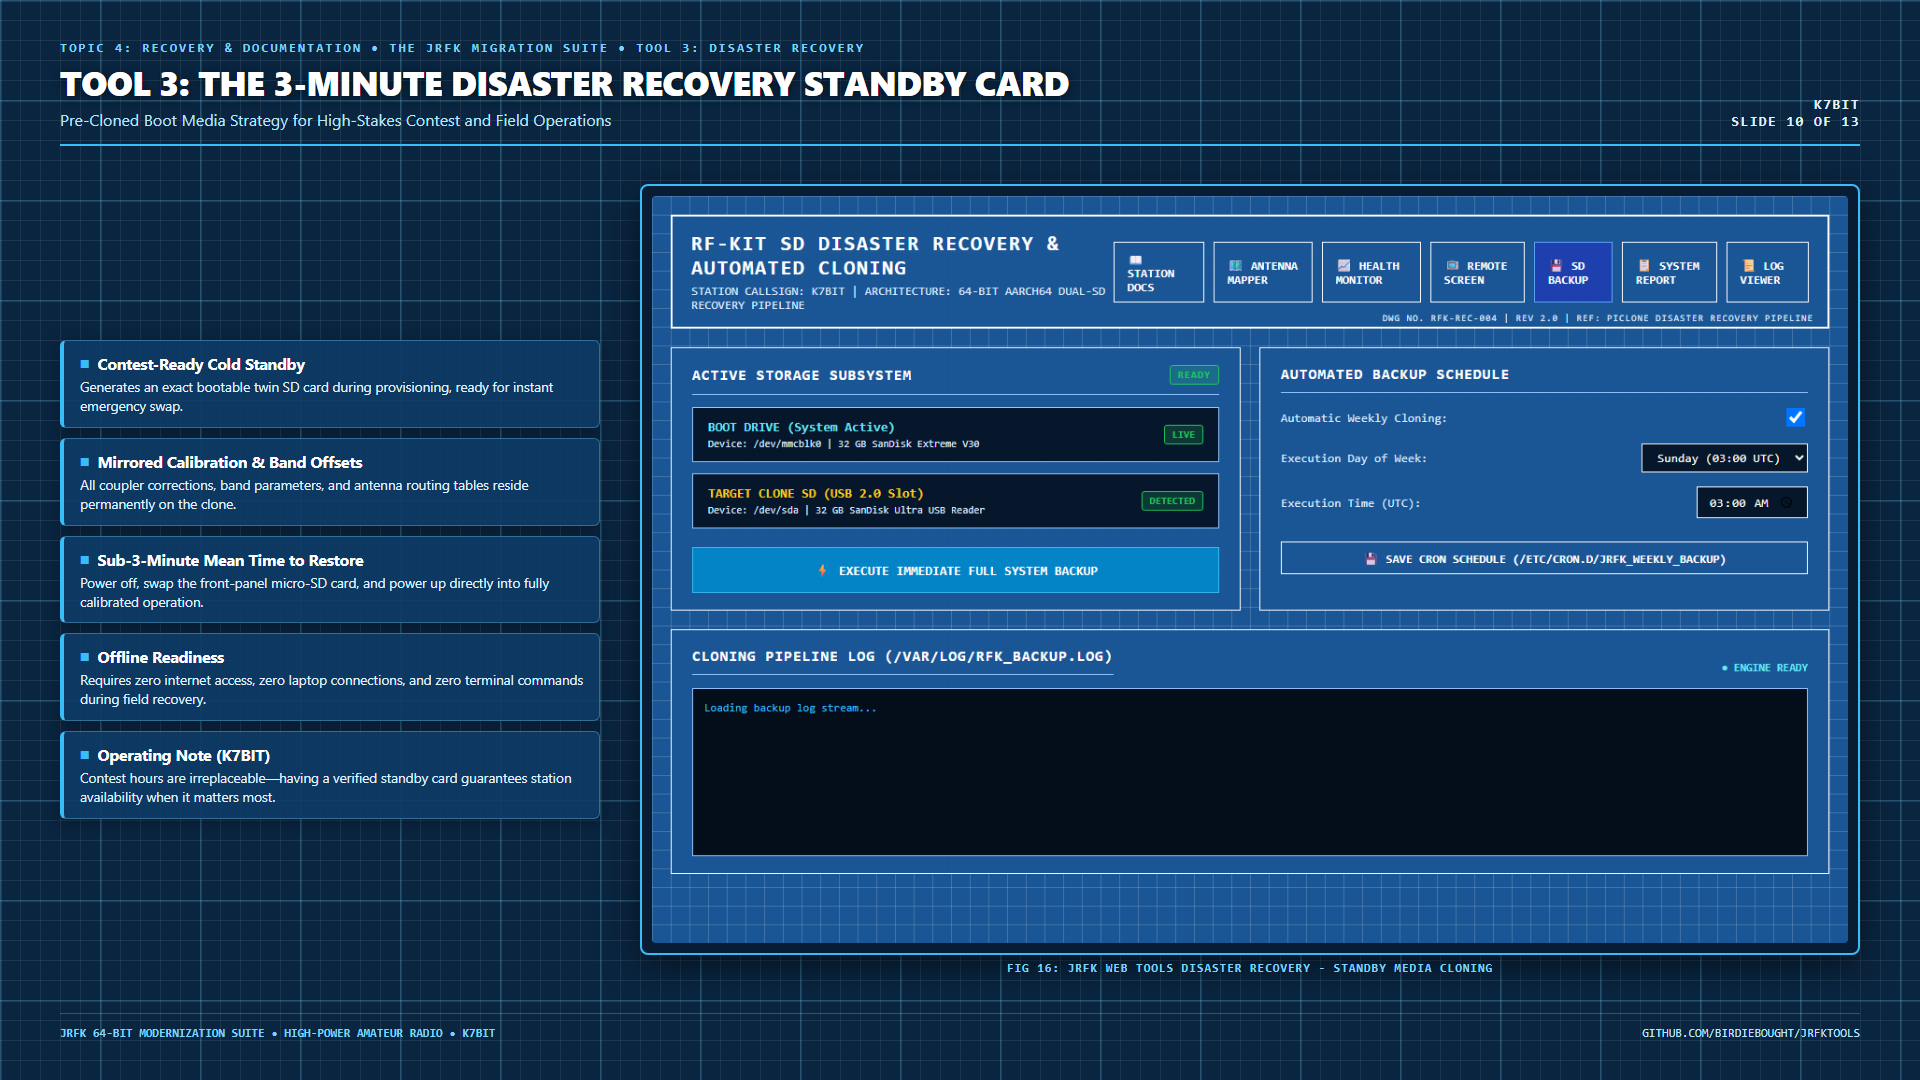 TOPIC 4: RECOVERY & DOCUMENTATION ● THE JRFK MIGRATION SUITE ● TOOL 3: DISASTER RECOVERY
TOOL 3: THE 3-MINUTE DISASTER RECOVERY STANDBY CARD
Pre-Cloned Boot Media Strategy for High-Stakes Contest and Field Operations
K7BIT
SLIDE 10 OF 13
Contest-Ready Cold Standby
Generates an exact bootable twin SD card during provisioning, ready for instant
emergency swap.
Mirrored Calibration & Band Offsets
All coupler corrections, band parameters, and antenna routing tables reside
permanently on the clone.
Sub-3-Minute Mean Time to Restore
Power off, swap the front-panel micro-SD card, and power up directly into fully
calibrated operation.
Offline Readiness
Requires zero internet access, zero laptop connections, and zero terminal commands
during field recovery.
Operating Note (K7BIT)
Contest hours are irreplaceable—having a verified standby card guarantees station
availability when it matters most.
RF-KIT SD DISASTER RECOVERY &
AUTOMATED CLONING
STATION CALLSIGN: K7BIT | ARCHITECTURE: 64-BIT AARCH64 DUAL-SD
RECOVERY PIPELINE
STATION
DOCS
ANTENNA
MAPPER
HEALTH
MONITOR
REMOTE
SCREEN
SD
BACKUP
SYSTEM
REPORT
LOG
VIEWER
DWG NO. RFK-REC-004 | REV 2.0 | REF: PICLONE DISASTER RECOVERY PIPELINE
ACTIVE STORAGE SUBSYSTEM
READY
BOOT DRIVE (System Active)
Device: /dev/mmcblk0 | 32 GB SanDisk Extreme V30
LIVE
TARGET CLONE SD (USB 2.0 Slot)
Device: /dev/sda | 32 GB SanDisk Ultra USB Reader
DETECTED
EXECUTE IMMEDIATE FULL SYSTEM BACKUP
AUTOMATED BACKUP SCHEDULE
Automatic Weekly Cloning:
Execution Day of Week:
Sunday (03:00 UTC)
Execution Time (UTC):
03:00 AM
SAVE CRON SCHEDULE (/ETC/CRON.D/JRFK_WEEKLY_BACKUP)
CLONING PIPELINE LOG (/VAR/LOG/RFK_BACKUP.LOG)
● ENGINE READY
Loading backup log stream...
FIG 16: JRFK WEB TOOLS DISASTER RECOVERY - STANDBY MEDIA CLONING
JRFK 64-BIT MODERNIZATION SUITE ● HIGH-POWER AMATEUR RADIO ● K7BIT
GITHUB.COM/BIRDIEBOUGHT/JRFKTOOLS